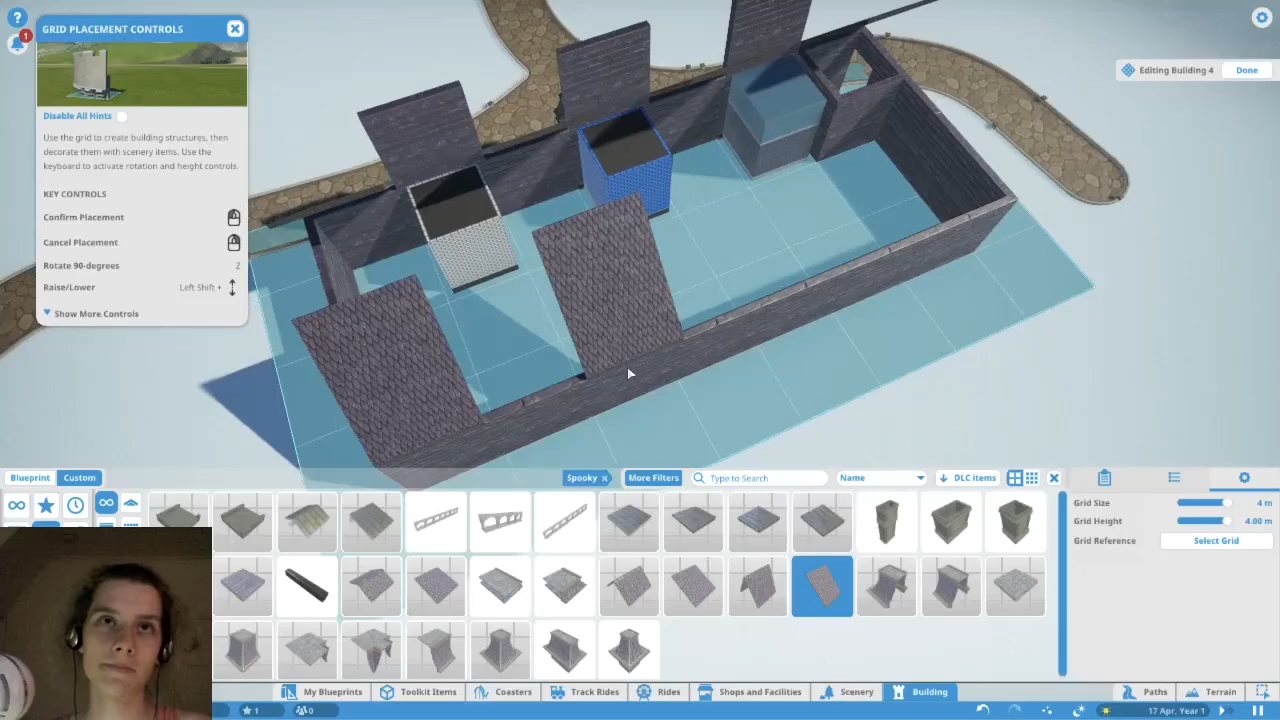 ?
1
GRID PLACEMENT CONTROLS
Disable All Hints
Use the grid to create building structures, then
decorate them with scenery items. Use the
keyboard to activate rotation and height controls.
KEY CONTROLS
Confirm Placement
Cancel Placement
Rotate 90-degrees Z
Raise/Lower Left Shift +
Show More Controls
Editing Building 4 Done
Blueprint Custom Spooky More Filters Type to Search Name DLC items
Grid Size 4 m
Grid Height 4.00 m
Grid Reference Select Grid
My Blueprints Toolkit Items Coasters Track Rides Rides Shops and Facilities Scenery Building Paths Terrain
1 0 17 Apr, Year 1